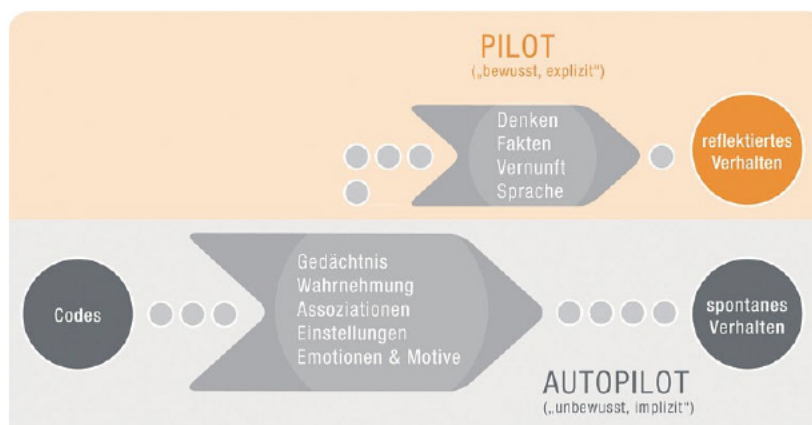 PILOT
(„bewusst, explizit“)
Denken
Fakten
Vernunft
Sprache
reflektiertes
Verhalten
Codes
Gedächtnis
Wahrnehmung
Assoziationen
Einstellungen
Emotionen & Motive
spontanes
Verhalten
AUTOPILOT
(„unbewusst, implizit“)